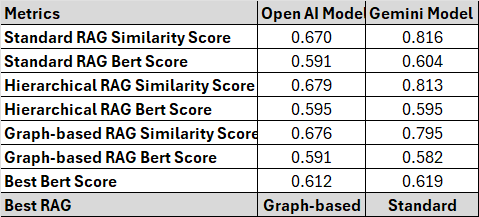 Metrics Open AI Model Gemini Model
Standard RAG Similarity Score 0.670 0.816
Standard RAG Bert Score 0.591 0.604
Hierarchical RAG Similarity Score 0.679 0.813
Hierarchical RAG Bert Score 0.595 0.595
Graph-based RAG Similarity Score 0.676 0.795
Graph-based RAG Bert Score 0.591 0.582
Best Bert Score 0.612 0.619
Best RAG Graph-based Standard